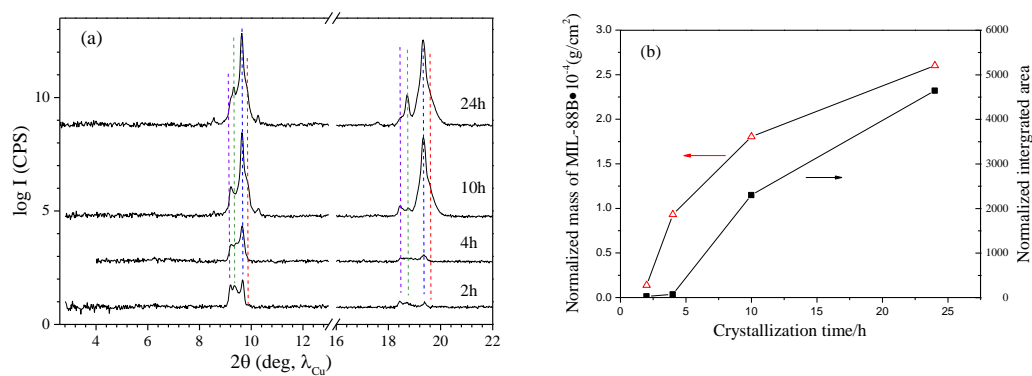 (a)
24h
10h
4h
2h
10
5
0
log I (CPS)
4 6 8 10 12 16 18 20 22
2θ (deg, λCu)
(b)
3.0
2.5
2.0
1.5
1.0
0.5
0.0
Normalized mass of MIL-88B•10-4(g/cm2)
6000
5000
4000
3000
2000
1000
0
Normalized intergrated area
0 5 10 15 20 25
Crystallization time/h